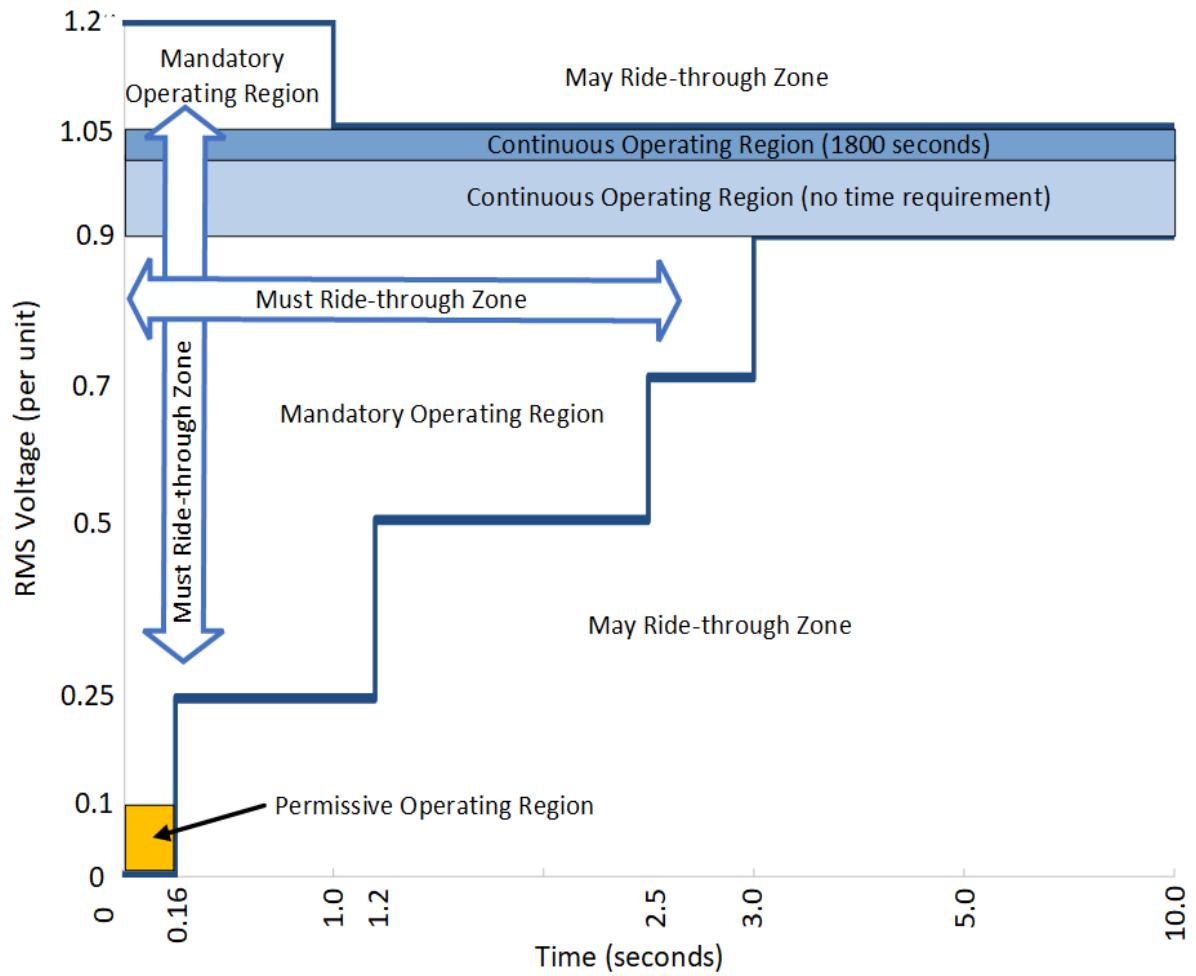 1.2
Mandatory
Operating Region
May Ride-through Zone
1.05
Continuous Operating Region (1800 seconds)
Continuous Operating Region (no time requirement)
0.9
Must Ride-through Zone
Must Ride-through Zone
0.7
Mandatory Operating Region
RMS Voltage (per unit)
0.5
May Ride-through Zone
0.25
0.1
Permissive Operating Region
0
0
0.16
1.0
1.2
2.5
3.0
5.0
10.0
Time (seconds)